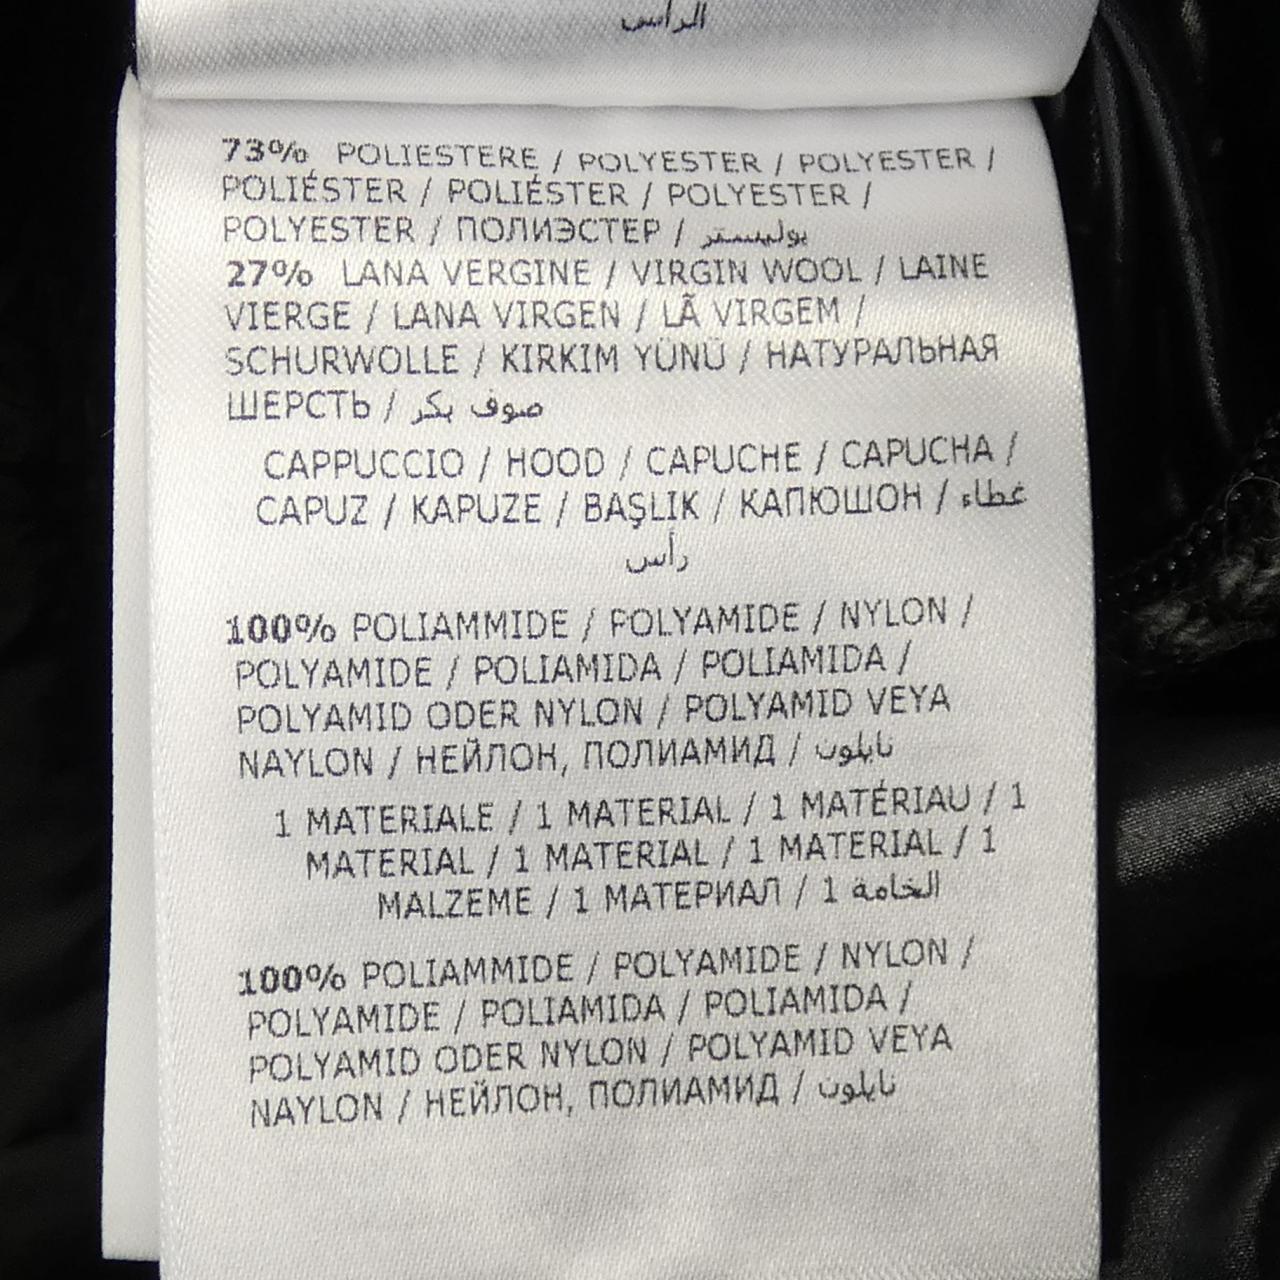 الرأس
73% POLIESTERE / POLYESTER / POLYESTER /
POLIÉSTER / POLIÉSTER / POLYESTER /
POLYESTER / ПОЛИЭСТЕР / بوليستر
27% LANA VERGINE / VIRGIN WOOL / LAINE
VIERGE / LANA VIRGEN / LÃ VIRGEM /
SCHURWOLLE / KIRKIM YÜNÜ / НАТУРАЛЬНАЯ
ШЕРСТЬ / صوف بكر
CAPPUCCIO / HOOD / CAPUCHE / CAPUCHA /
CAPUZ / KAPUZE / BAŞLIK / КАПЮШОН / غطاء
رأس
100% POLIAMMIDE / POLYAMIDE / NYLON /
POLYAMIDE / POLIAMIDA / POLIAMIDA /
POLYAMID ODER NYLON / POLYAMID VEYA
NAYLON / НЕЙЛОН, ПОЛИАМИД / نايلون
1 MATERIALE / 1 MATERIAL / 1 MATÉRIAU / 1
MATERIAL / 1 MATERIAL / 1 MATERIAL / 1
MALZEME / 1 МАТЕРИАЛ / 1 الخامة
100% POLIAMMIDE / POLYAMIDE / NYLON /
POLYAMIDE / POLIAMIDA / POLIAMIDA /
POLYAMID ODER NYLON / POLYAMID VEYA
NAYLON / НЕЙЛОН, ПОЛИАМИД / نايلون